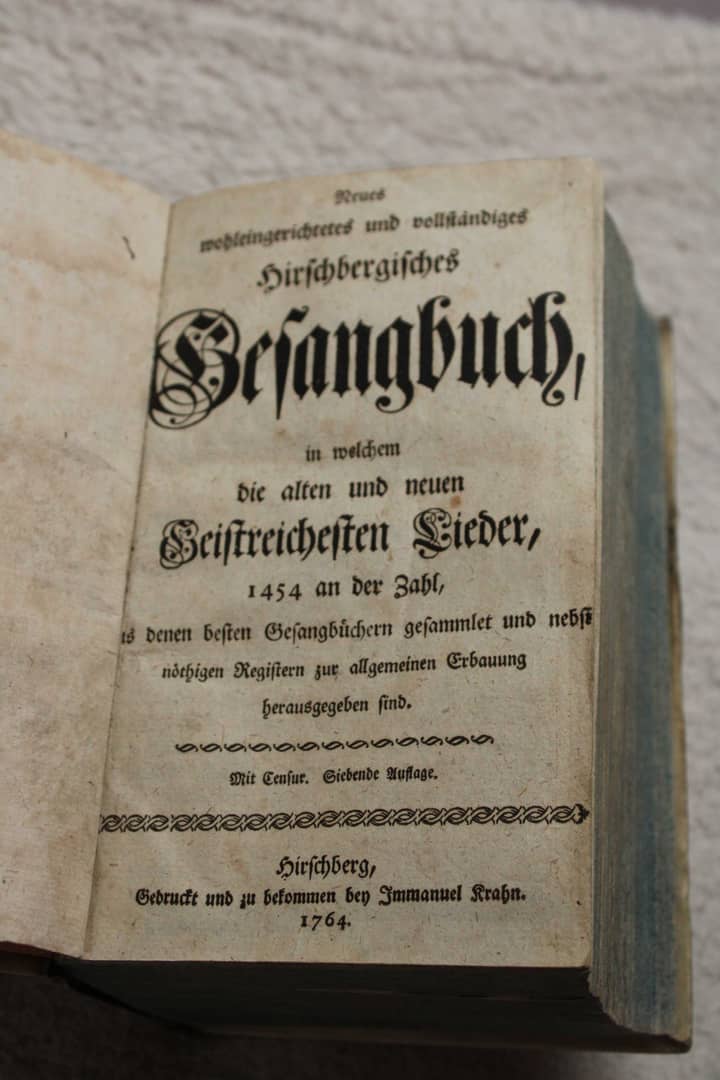 Neues
wohleingerichtetes und vollständiges
Hirschbergisches
Gesangbuch,
in welchem
die alten und neuen
Geistreichesten Lieder,
1454 an der Zahl,
us denen besten Gesangbüchern gesammlet und nebst
nöthigen Registern zur allgemeinen Erbauung
herausgegeben sind.
Mit Censur. Siebende Auflage.
Hirschberg,
Gedruckt und zu bekommen bey Immanuel Krahn.
1764.